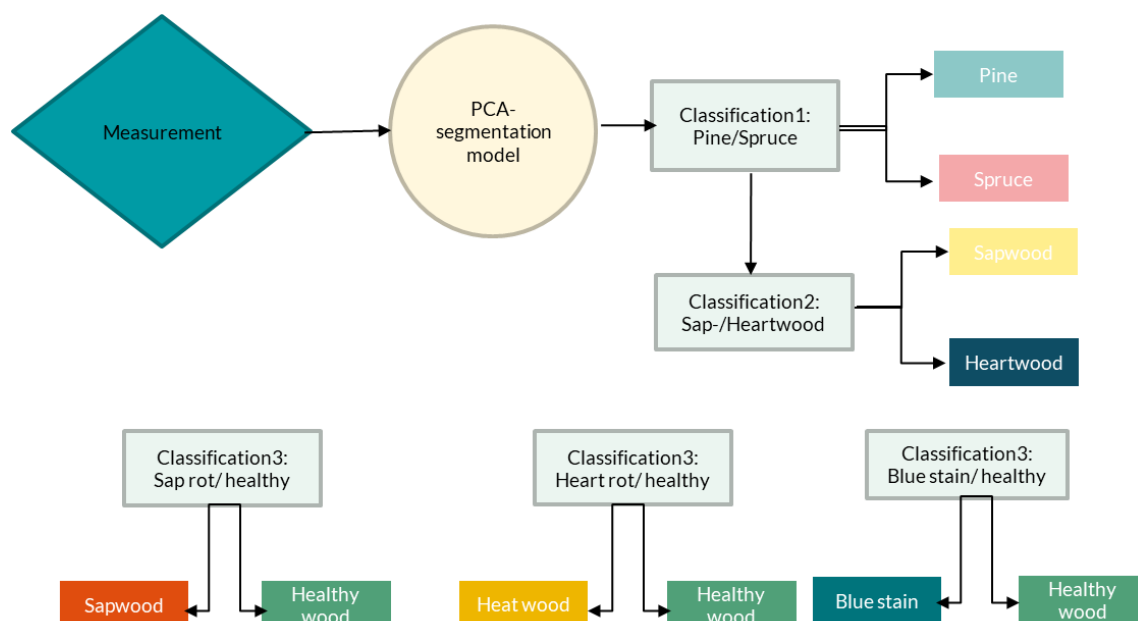 Measurement
PCA-
segmentation
model
Classification1:
Pine/Spruce
Pine
Spruce
Classification2:
Sap-/Heartwood
Sapwood
Heartwood
Classification3:
Sap rot/ healthy
Sapwood
Healthy
wood
Classification3:
Heart rot/ healthy
Heat wood
Healthy
wood
Classification3:
Blue stain/ healthy
Blue stain
Healthy
wood